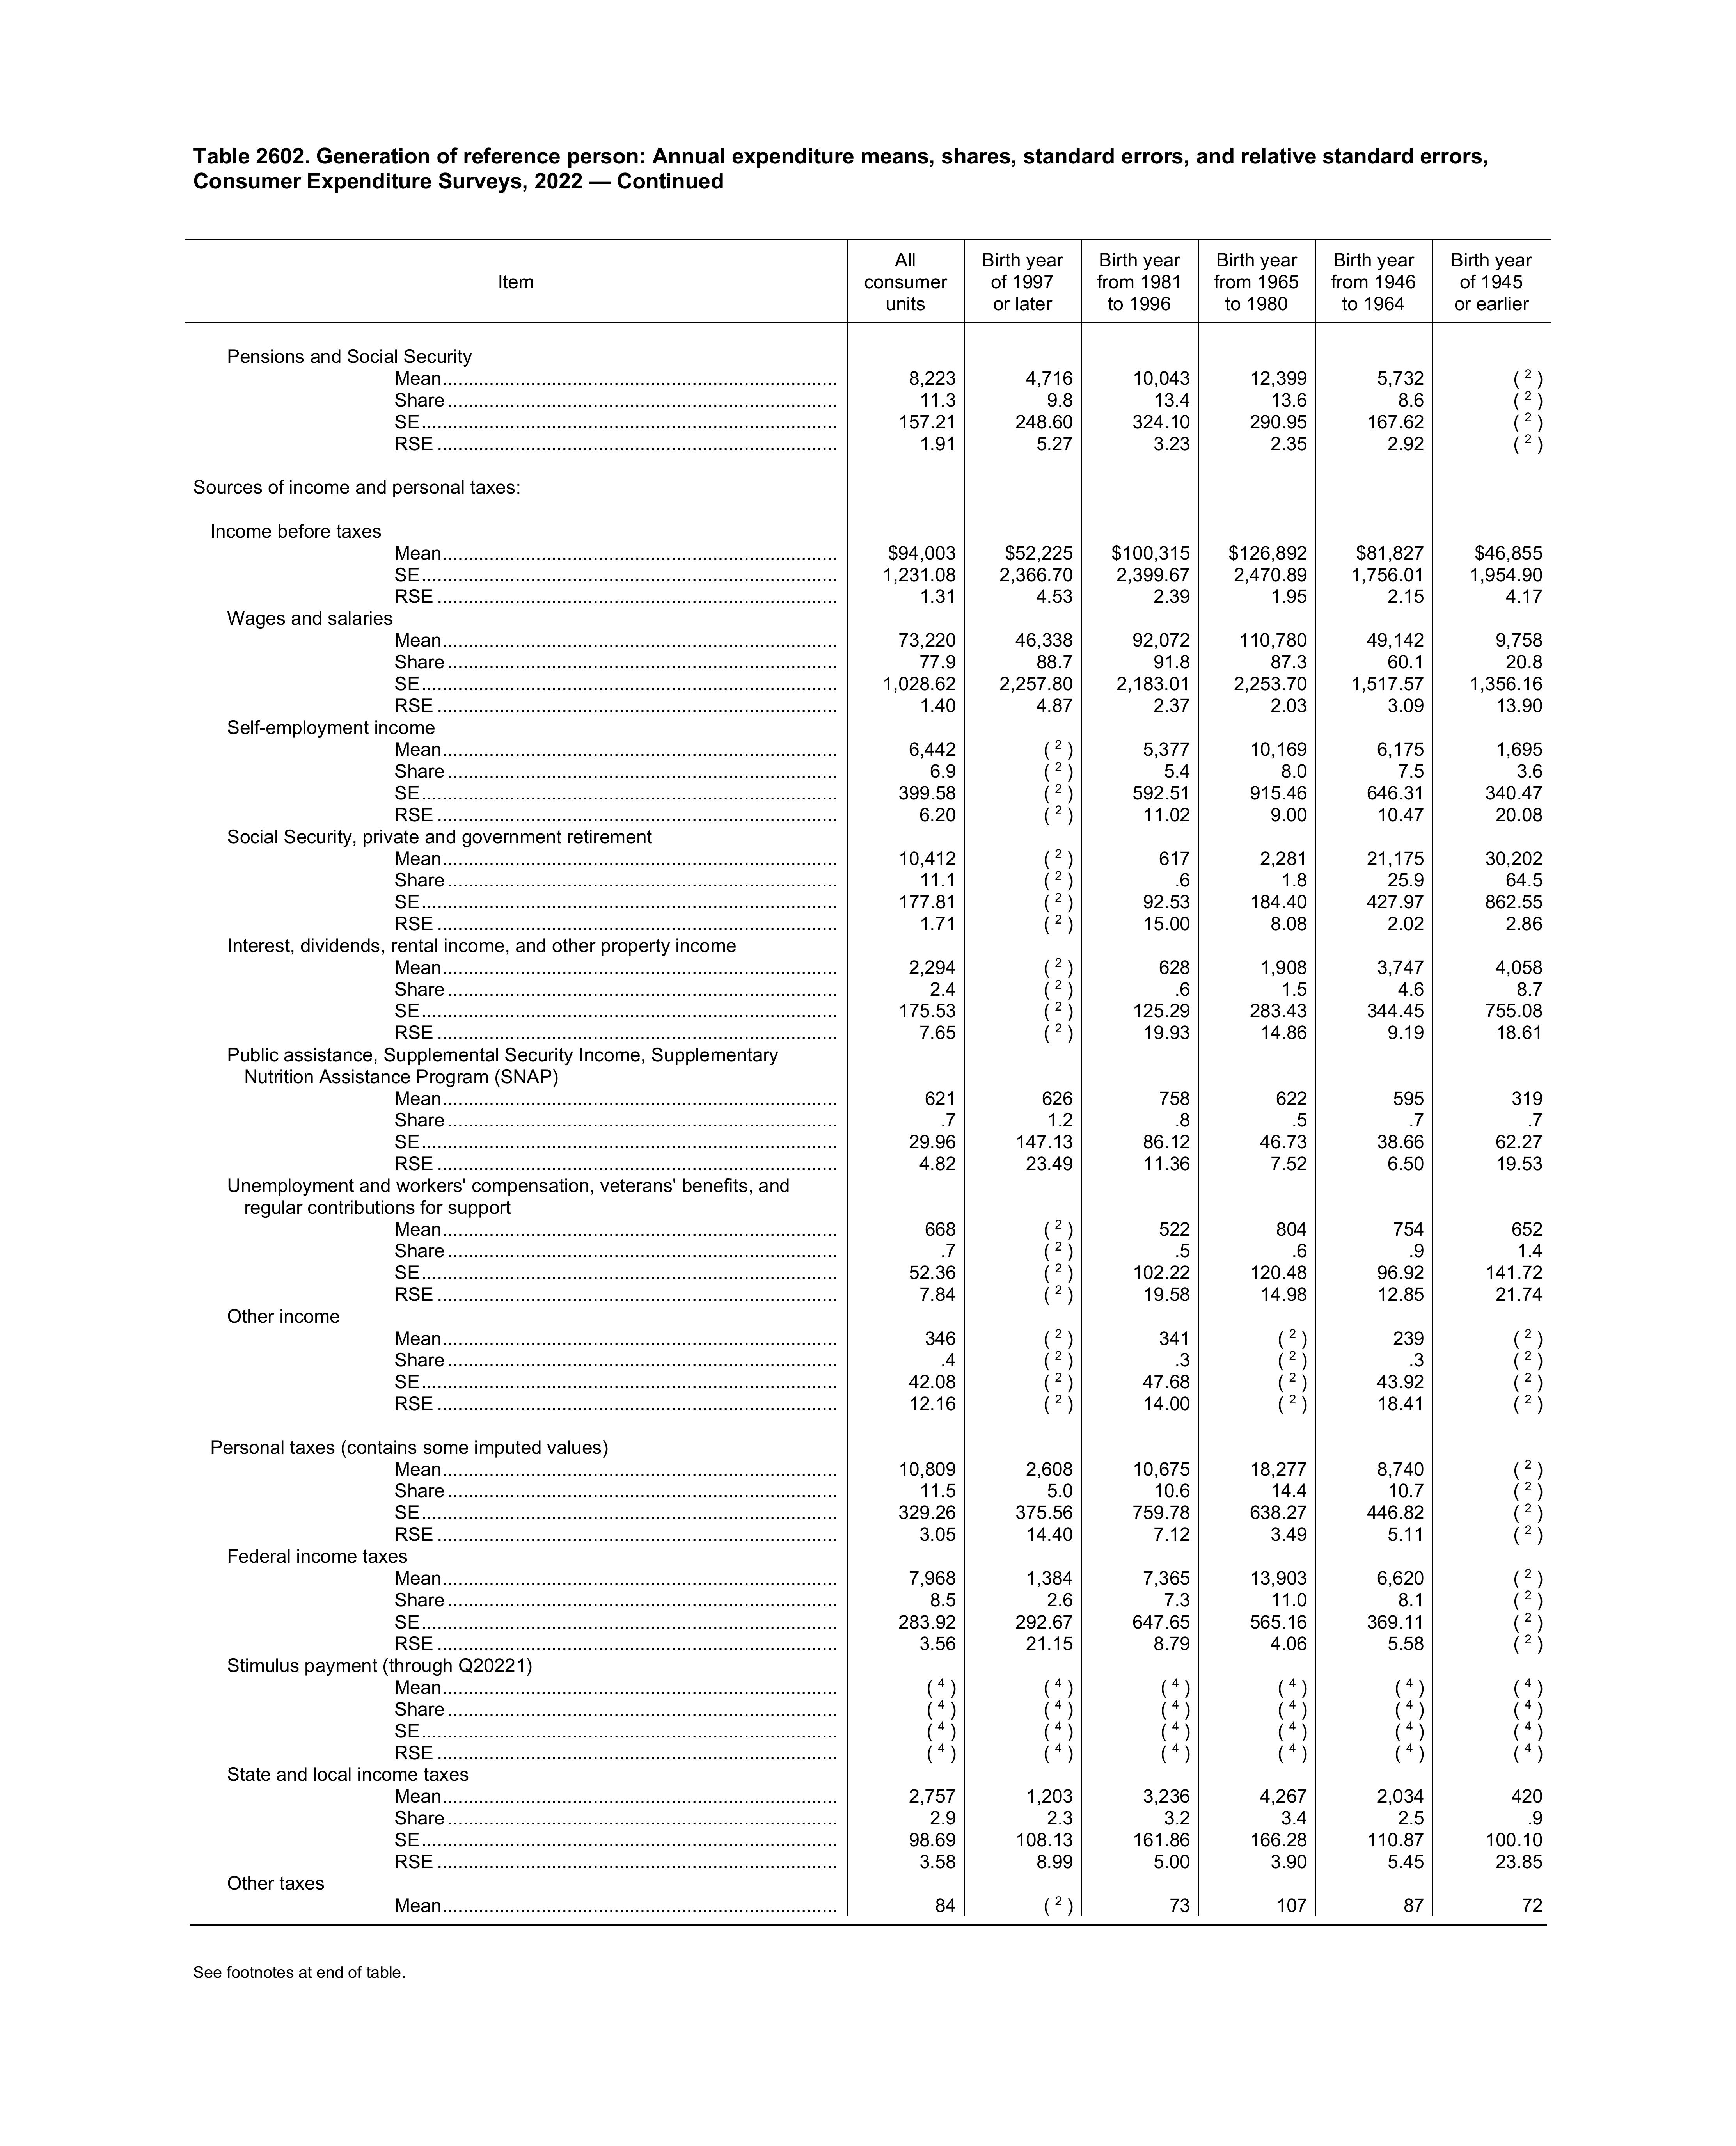 Table 2602. Generation of reference person: Annual expenditure means, shares, standard errors, and relative standard errors,
Consumer Expenditure Surveys, 2022 — Continued
Item
All consumer units
Birth year of 1997 or later
Birth year from 1981 to 1996
Birth year from 1965 to 1980
Birth year from 1946 to 1964
Birth year of 1945 or earlier
Pensions and Social Security
Mean 8,223 4,716 10,043 12,399 5,732 ( 2 )
Share 11.3 9.8 13.4 13.6 8.6 ( 2 )
SE 157.21 248.60 324.10 290.95 167.62 ( 2 )
RSE 1.91 5.27 3.23 2.35 2.92 ( 2 )
Sources of income and personal taxes:
Income before taxes
Mean $94,003 $52,225 $100,315 $126,892 $81,827 $46,855
SE 1,231.08 2,366.70 2,399.67 2,470.89 1,756.01 1,954.90
RSE 1.31 4.53 2.39 1.95 2.15 4.17
Wages and salaries
Mean 73,220 46,338 92,072 110,780 49,142 9,758
Share 77.9 88.7 91.8 87.3 60.1 20.8
SE 1,028.62 2,257.80 2,183.01 2,253.70 1,517.57 1,356.16
RSE 1.40 4.87 2.37 2.03 3.09 13.90
Self-employment income
Mean 6,442 ( 2 ) 5,377 10,169 6,175 1,695
Share 6.9 ( 2 ) 5.4 8.0 7.5 3.6
SE 399.58 ( 2 ) 592.51 915.46 646.31 340.47
RSE 6.20 ( 2 ) 11.02 9.00 10.47 20.08
Social Security, private and government retirement
Mean 10,412 ( 2 ) 617 2,281 21,175 30,202
Share 11.1 ( 2 ) .6 1.8 25.9 64.5
SE 177.81 ( 2 ) 92.53 184.40 427.97 862.55
RSE 1.71 ( 2 ) 15.00 8.08 2.02 2.86
Interest, dividends, rental income, and other property income
Mean 2,294 ( 2 ) 628 1,908 3,747 4,058
Share 2.4 ( 2 ) .6 1.5 4.6 8.7
SE 175.53 ( 2 ) 125.29 283.43 344.45 755.08
RSE 7.65 ( 2 ) 19.93 14.86 9.19 18.61
Public assistance, Supplemental Security Income, Supplementary
Nutrition Assistance Program (SNAP)
Mean 621 626 758 622 595 319
Share .7 1.2 .8 .5 .7 .7
SE 29.96 147.13 86.12 46.73 38.66 62.27
RSE 4.82 23.49 11.36 7.52 6.50 19.53
Unemployment and workers' compensation, veterans' benefits, and
regular contributions for support
Mean 668 ( 2 ) 522 804 754 652
Share .7 ( 2 ) .5 .6 .9 1.4
SE 52.36 ( 2 ) 102.22 120.48 96.92 141.72
RSE 7.84 ( 2 ) 19.58 14.98 12.85 21.74
Other income
Mean 346 ( 2 ) 341 ( 2 ) 239 ( 2 )
Share .4 ( 2 ) .3 ( 2 ) .3 ( 2 )
SE 42.08 ( 2 ) 47.68 ( 2 ) 43.92 ( 2 )
RSE 12.16 ( 2 ) 14.00 ( 2 ) 18.41 ( 2 )
Personal taxes (contains some imputed values)
Mean 10,809 2,608 10,675 18,277 8,740 ( 2 )
Share 11.5 5.0 10.6 14.4 10.7 ( 2 )
SE 329.26 375.56 759.78 638.27 446.82 ( 2 )
RSE 3.05 14.40 7.12 3.49 5.11 ( 2 )
Federal income taxes
Mean 7,968 1,384 7,365 13,903 6,620 ( 2 )
Share 8.5 2.6 7.3 11.0 8.1 ( 2 )
SE 283.92 292.67 647.65 565.16 369.11 ( 2 )
RSE 3.56 21.15 8.79 4.06 5.58 ( 2 )
Stimulus payment (through Q20221)
Mean ( 4 ) ( 4 ) ( 4 ) ( 4 ) ( 4 ) ( 4 )
Share ( 4 ) ( 4 ) ( 4 ) ( 4 ) ( 4 ) ( 4 )
SE ( 4 ) ( 4 ) ( 4 ) ( 4 ) ( 4 ) ( 4 )
RSE ( 4 ) ( 4 ) ( 4 ) ( 4 ) ( 4 ) ( 4 )
State and local income taxes
Mean 2,757 1,203 3,236 4,267 2,034 420
Share 2.9 2.3 3.2 3.4 2.5 .9
SE 98.69 108.13 161.86 166.28 110.87 100.10
RSE 3.58 8.99 5.00 3.90 5.45 23.85
Other taxes
Mean 84 ( 2 ) 73 107 87 72
See footnotes at end of table.